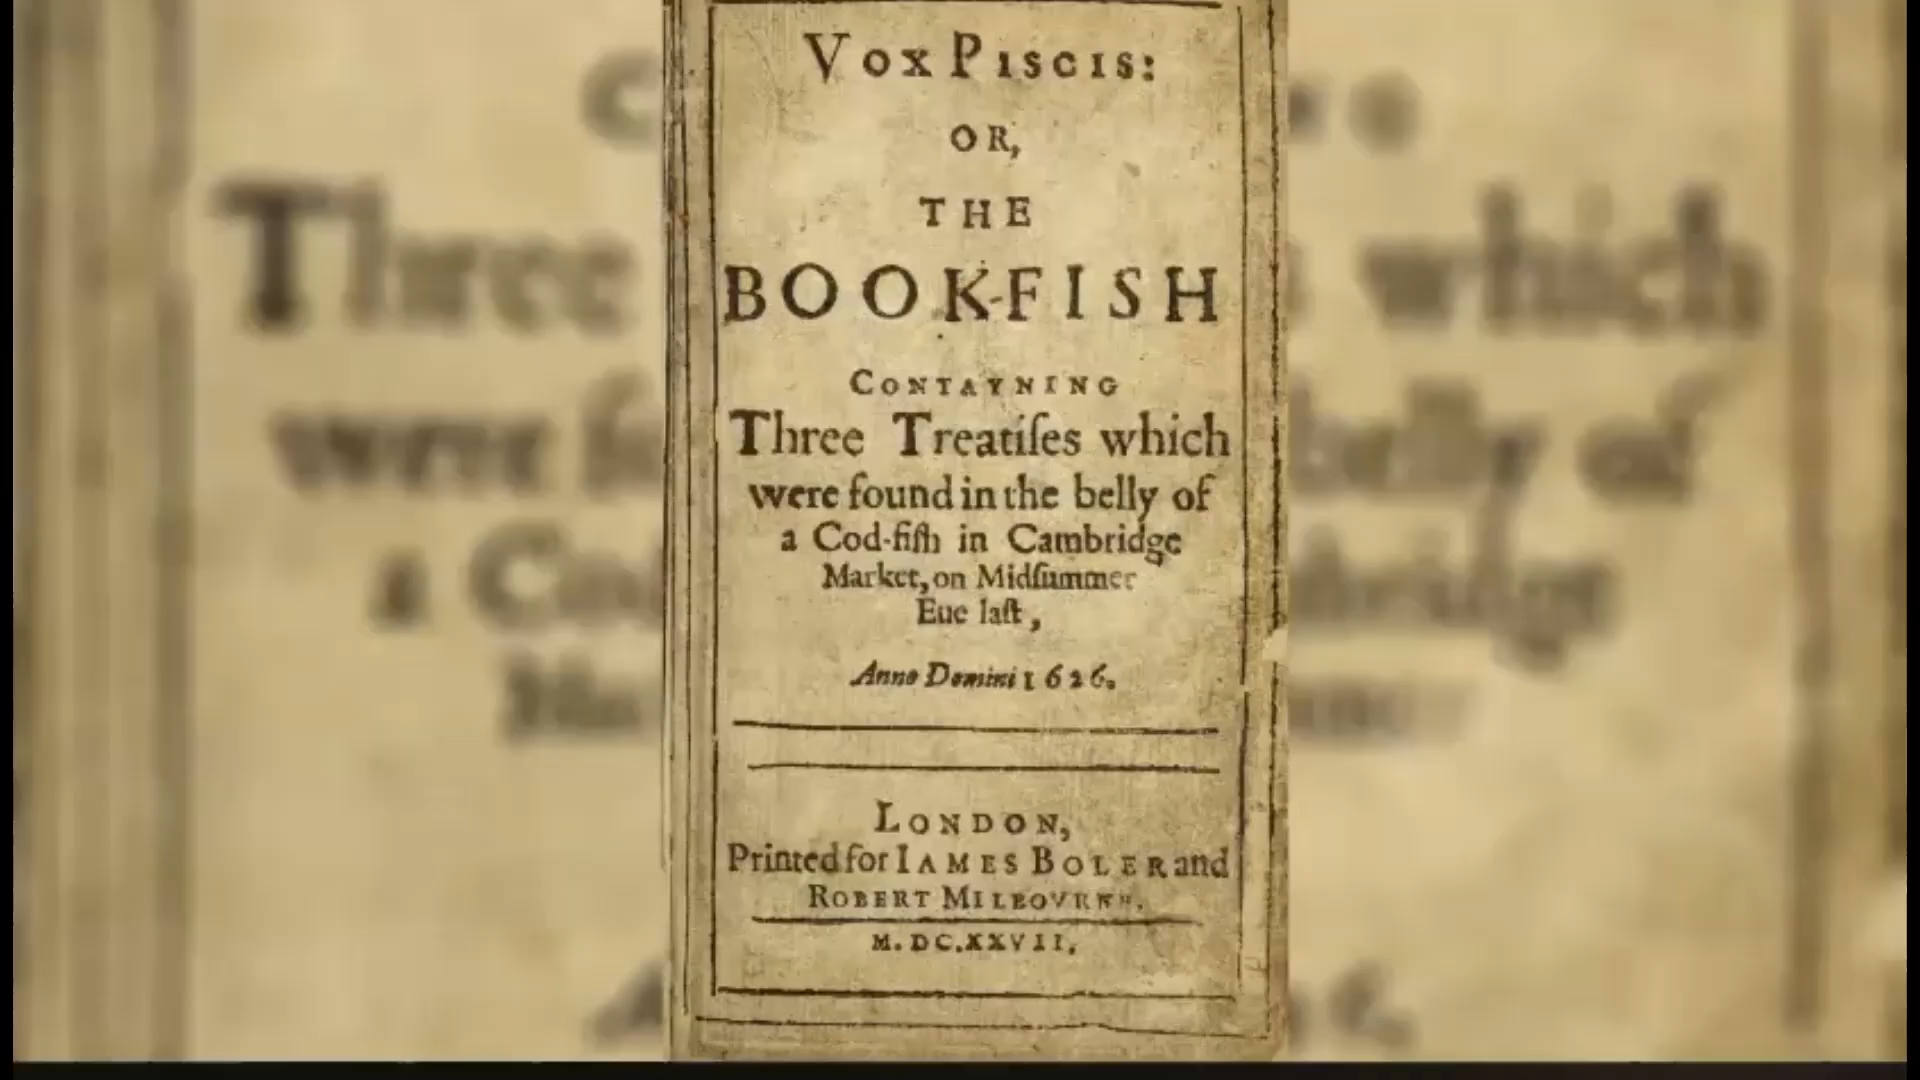 VOX PISCIS:
OR,
THE
BOOK-FISH
CONTAYNING
Three Treatiſes which
were found in the belly of
a Cod-fiſh in Cambridge
Market, on Midſummer
Eue laſt,
Anno Domini 1626.
LONDON,
Printed for IAMES BOLER and
ROBERT MILBOVRNE.
M.DC.XXVII.